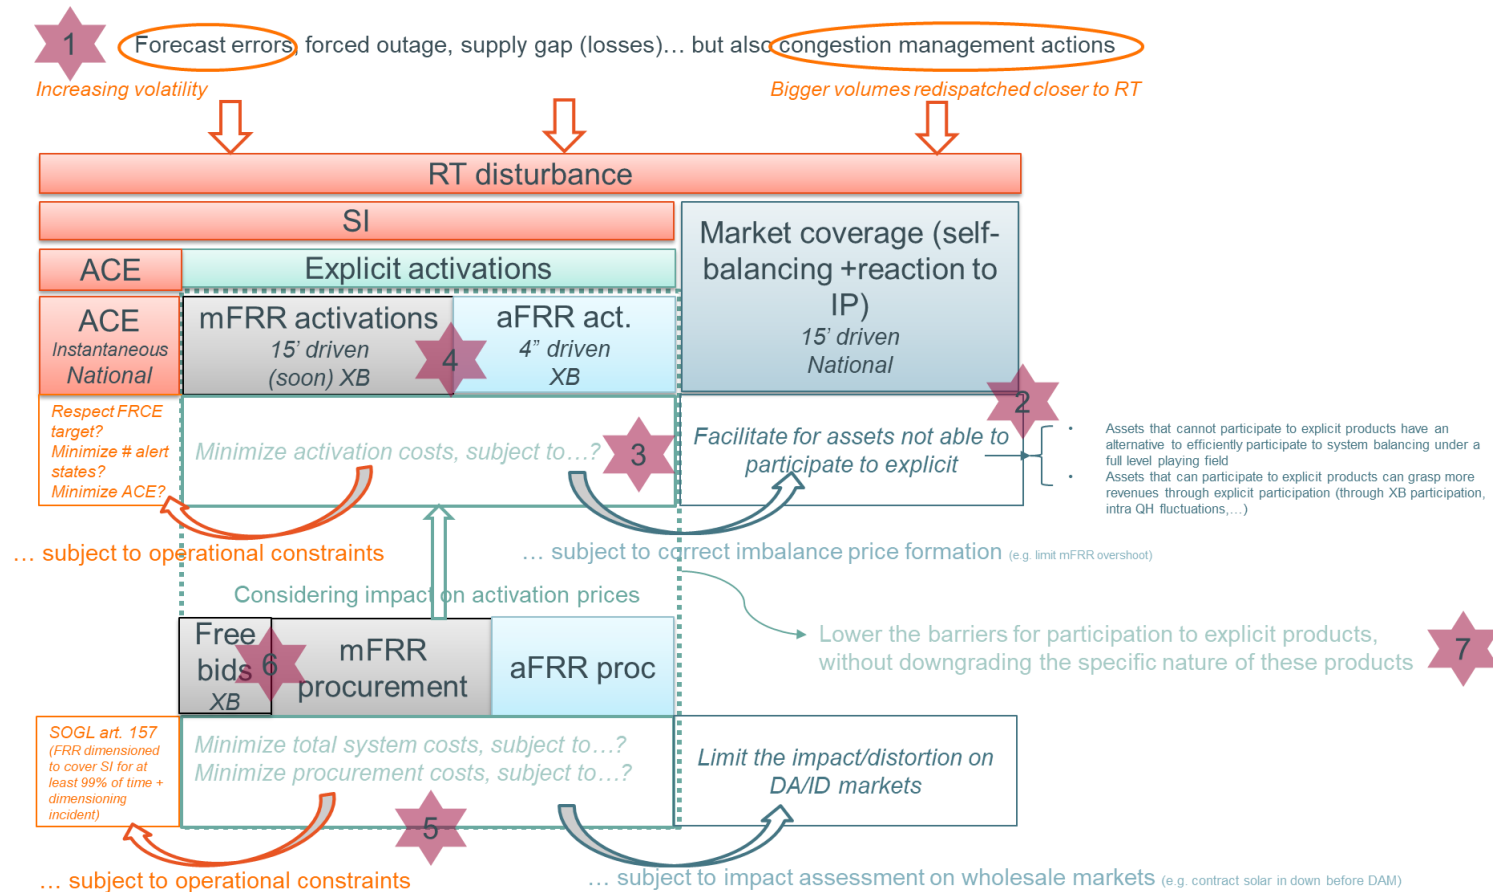 1
Forecast errors, forced outage, supply gap (losses)… but also congestion management actions
Increasing volatility
Bigger volumes redispatched closer to RT
RT disturbance
SI
Market coverage (self-
balancing +reaction to
IP)
15’ driven
National
ACE
Explicit activations
ACE
Instantaneous
National
mFRR activations
15’ driven
(soon) XB
4
aFRR act.
4” driven
XB
2
Respect FRCE
target?
Minimize # alert
states?
Minimize ACE?
Minimize activation costs, subject to…?
3
Facilitate for assets not able to
participate to explicit
• Assets that cannot participate to explicit products have an
alternative to efficiently participate to system balancing under a
full level playing field
• Assets that can participate to explicit products can grasp more
revenues through explicit participation (through XB participation,
intra QH fluctuations,…)
… subject to operational constraints
… subject to correct imbalance price formation (e.g. limit mFRR overshoot)
Considering impact on activation prices
Free
bids
XB
6
mFRR
procurement
aFRR proc
Lower the barriers for participation to explicit products,
without downgrading the specific nature of these products
7
SOGL art. 157
(FRR dimensioned
to cover SI for at
least 99% of time +
dimensioning
incident)
Minimize total system costs, subject to…?
Minimize procurement costs, subject to…?
5
Limit the impact/distortion on
DA/ID markets
… subject to operational constraints
… subject to impact assessment on wholesale markets (e.g. contract solar in down before DAM)